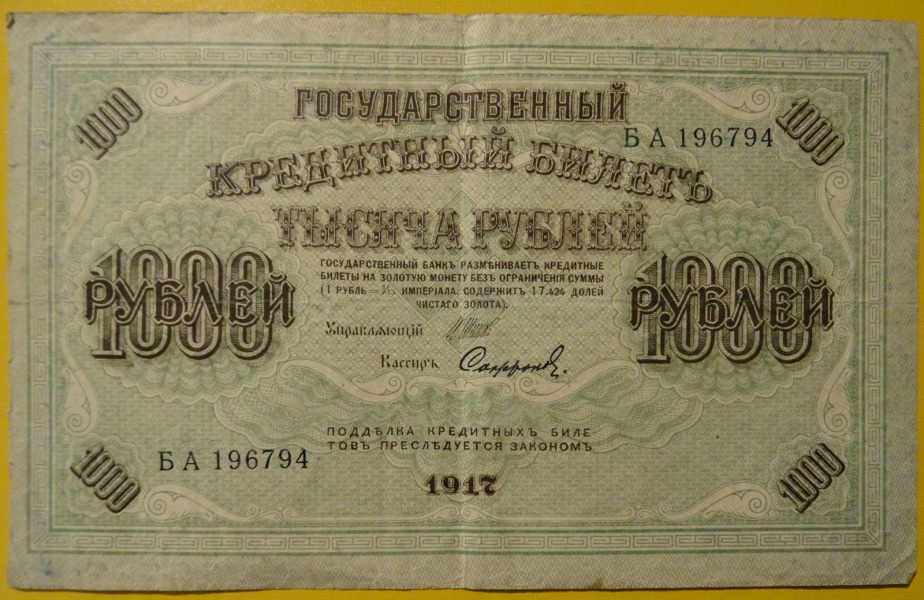 1000
1000
ГОСУДАРСТВЕННЫЙ
БА 196794
КРЕДИТНЫЙ БИЛЕТЪ
ТЫСЯЧА РУБЛЕЙ
1000
РУБЛЕЙ
1000
РУБЛЕЙ
ГОСУДАРСТВЕННЫЙ БАНКЪ РАЗМѢНИВАЕТЪ КРЕДИТНЫЕ
БИЛЕТЫ НА ЗОЛОТУЮ МОНЕТУ БЕЗЪ ОГРАНИЧЕНІЯ СУММЫ
(1 РУБЛЬ = 1/15 ИМПЕРІАЛА, СОДЕРЖИТЪ 17.424 ДОЛЕЙ
ЧИСТАГО ЗОЛОТА).
Управляющій
Кассиръ
ПОДДѢЛКА КРЕДИТНЫХЪ БИЛЕ-
ТОВЪ ПРЕСЛѢДУЕТСЯ ЗАКОНОМЪ
БА 196794
1917
1000
1000